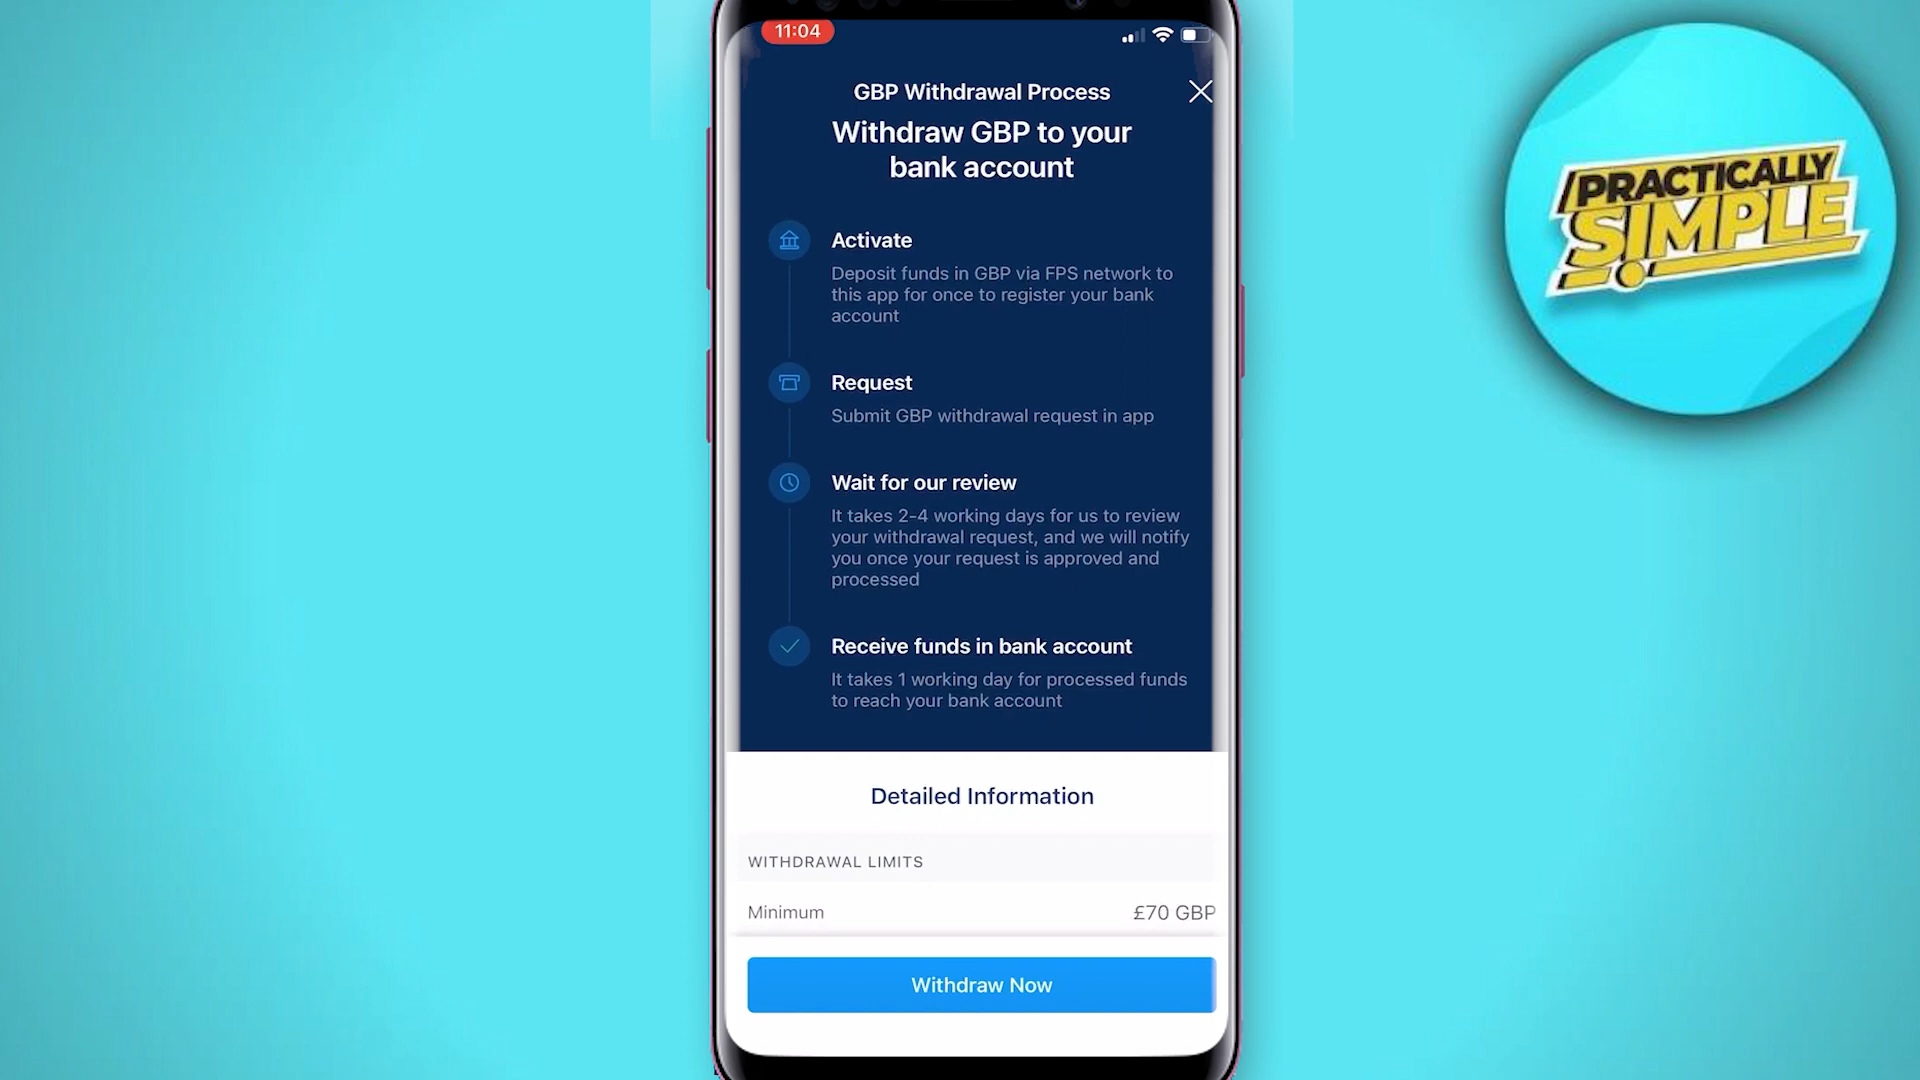 11:04
GBP Withdrawal Process
Withdraw GBP to your
bank account
Activate
Deposit funds in GBP via FPS network to
this app for once to register your bank
account
Request
Submit GBP withdrawal request in app
Wait for our review
It takes 2-4 working days for us to review
your withdrawal request, and we will notify
you once your request is approved and
processed
Receive funds in bank account
It takes 1 working day for processed funds
to reach your bank account
Detailed Information
WITHDRAWAL LIMITS
Minimum £70 GBP
Withdraw Now
PRACTICALLY
SIMPLE